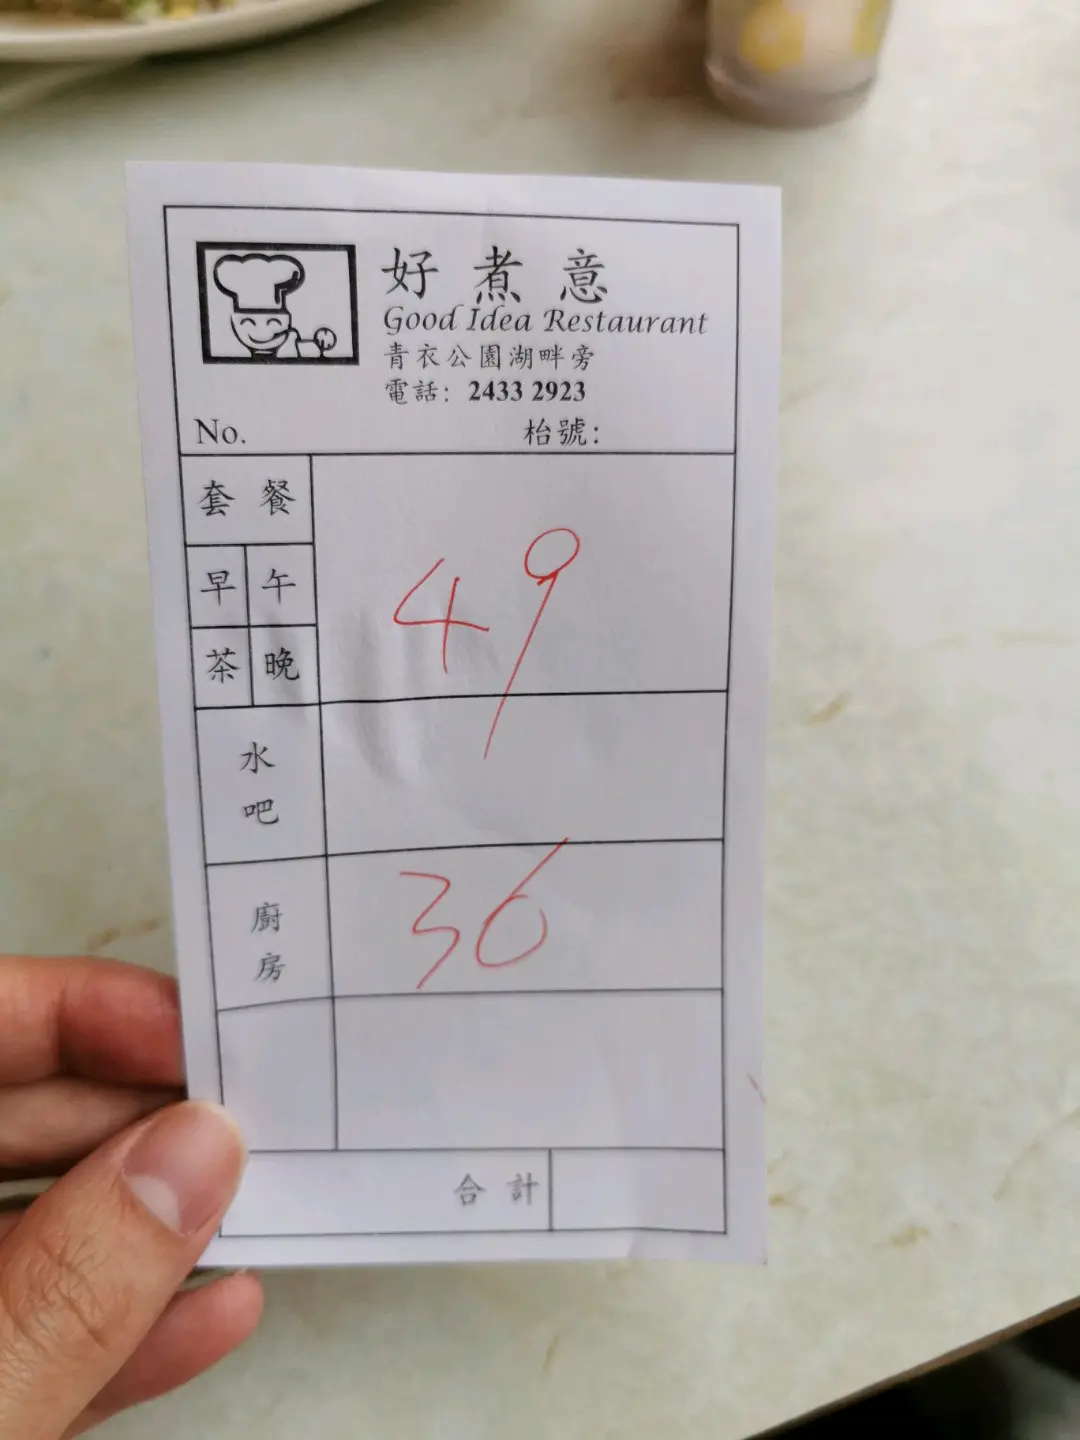 好煮意
Good Idea Restaurant
青衣公園湖畔旁
電話：2433 2923
No. 枱號：
套餐
早 午
49
茶 晚
水吧
廚房
36
合計